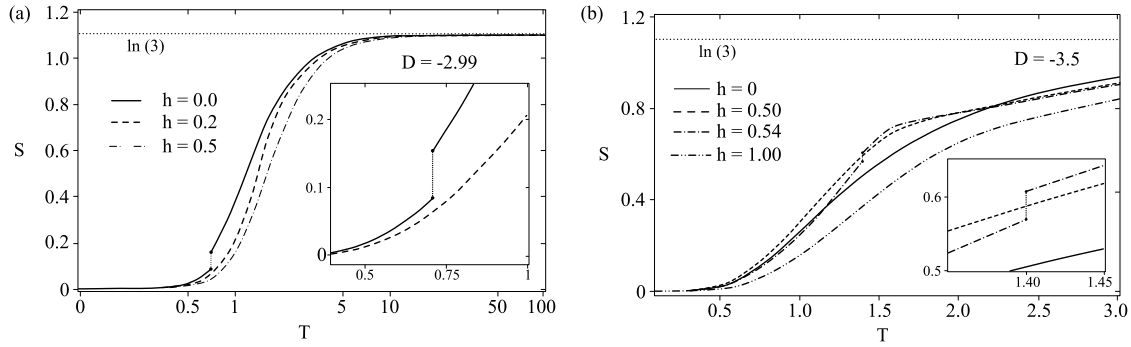 (a)
1.2
1.0
0.8
0.6
0.4
0.2
0
S
ln (3)
D = -2.99
h = 0.0
h = 0.2
h = 0.5
0.2
0.1
0
0.5
0.75
1
0
0.5
1
5
10
50
100
T
(b)
1.2
0.8
0.4
0
S
ln (3)
D = -3.5
h = 0
h = 0.50
h = 0.54
h = 1.00
0.6
0.5
1.40
1.45
0.5
1.0
1.5
2.0
2.5
3.0
T